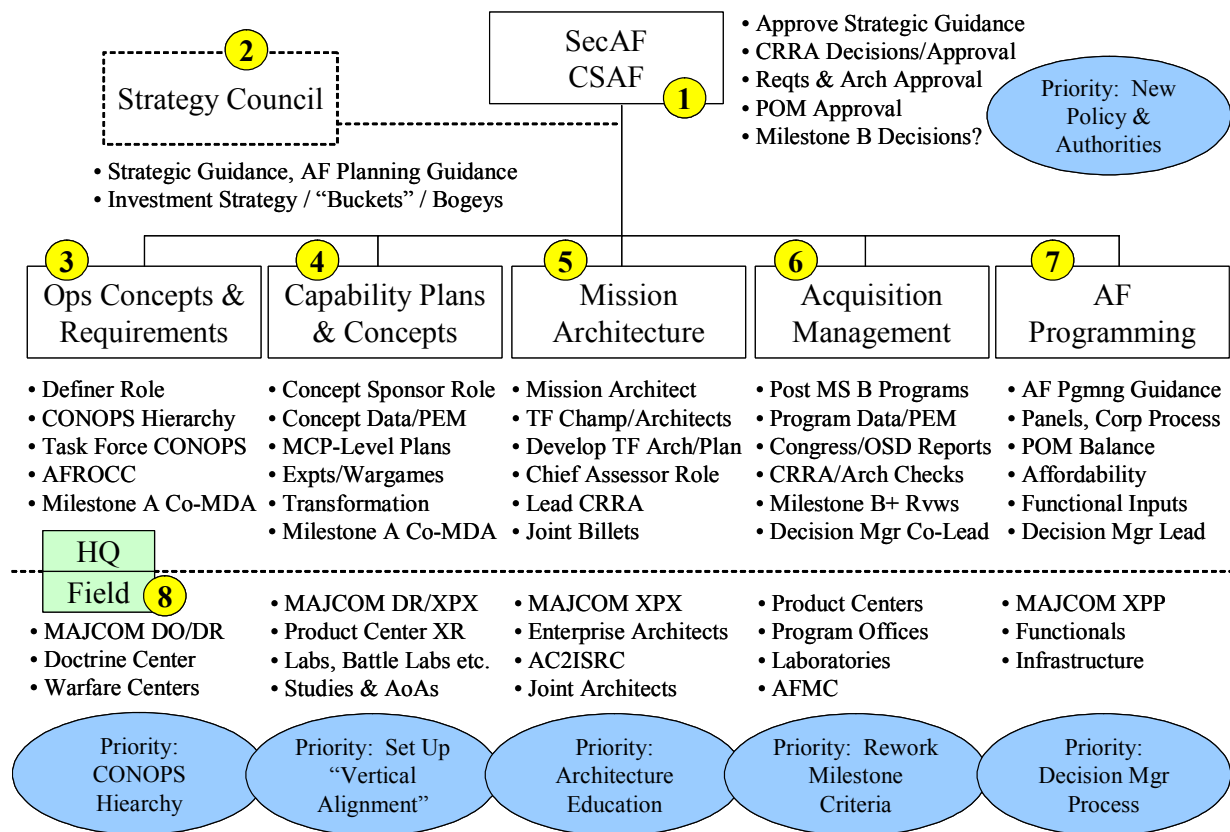 SecAF
CSAF
1
• Approve Strategic Guidance
• CRRA Decisions/Approval
• Reqts & Arch Approval
• POM Approval
• Milestone B Decisions?
Priority: New
Policy &
Authorities
2
Strategy Council
• Strategic Guidance, AF Planning Guidance
• Investment Strategy / “Buckets” / Bogeys
3
Ops Concepts &
Requirements
• Definer Role
• CONOPS Hierarchy
• Task Force CONOPS
• AFROCC
• Milestone A Co-MDA
4
Capability Plans
& Concepts
• Concept Sponsor Role
• Concept Data/PEM
• MCP-Level Plans
• Expts/Wargames
• Transformation
• Milestone A Co-MDA
5
Mission
Architecture
• Mission Architect
• TF Champ/Architects
• Develop TF Arch/Plan
• Chief Assessor Role
• Lead CRRA
• Joint Billets
6
Acquisition
Management
• Post MS B Programs
• Program Data/PEM
• Congress/OSD Reports
• CRRA/Arch Checks
• Milestone B+ Rvws
• Decision Mgr Co-Lead
7
AF
Programming
• AF Pgmng Guidance
• Panels, Corp Process
• POM Balance
• Affordability
• Functional Inputs
• Decision Mgr Lead
HQ
Field
8
• MAJCOM DO/DR
• Doctrine Center
• Warfare Centers
• MAJCOM DR/XPX
• Product Center XR
• Labs, Battle Labs etc.
• Studies & AoAs
• MAJCOM XPX
• Enterprise Architects
• AC2ISRC
• Joint Architects
• Product Centers
• Program Offices
• Laboratories
• AFMC
• MAJCOM XPP
• Functionals
• Infrastructure
Priority:
CONOPS
Hiearchy
Priority: Set Up
“Vertical
Alignment”
Priority:
Architecture
Education
Priority: Rework
Milestone
Criteria
Priority:
Decision Mgr
Process